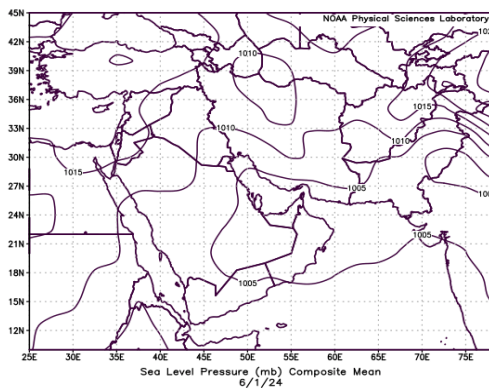 NOAA Physical Sciences Laboratory
45N
42N
39N
36N
33N
30N
27N
24N
21N
18N
15N
12N
1010
1015
1010
1010
1015
1005
1005
1005
25E 30E 35E 40E 45E 50E 55E 60E 65E 70E 75E
Sea Level Pressure (mb) Composite Mean
6/1/24